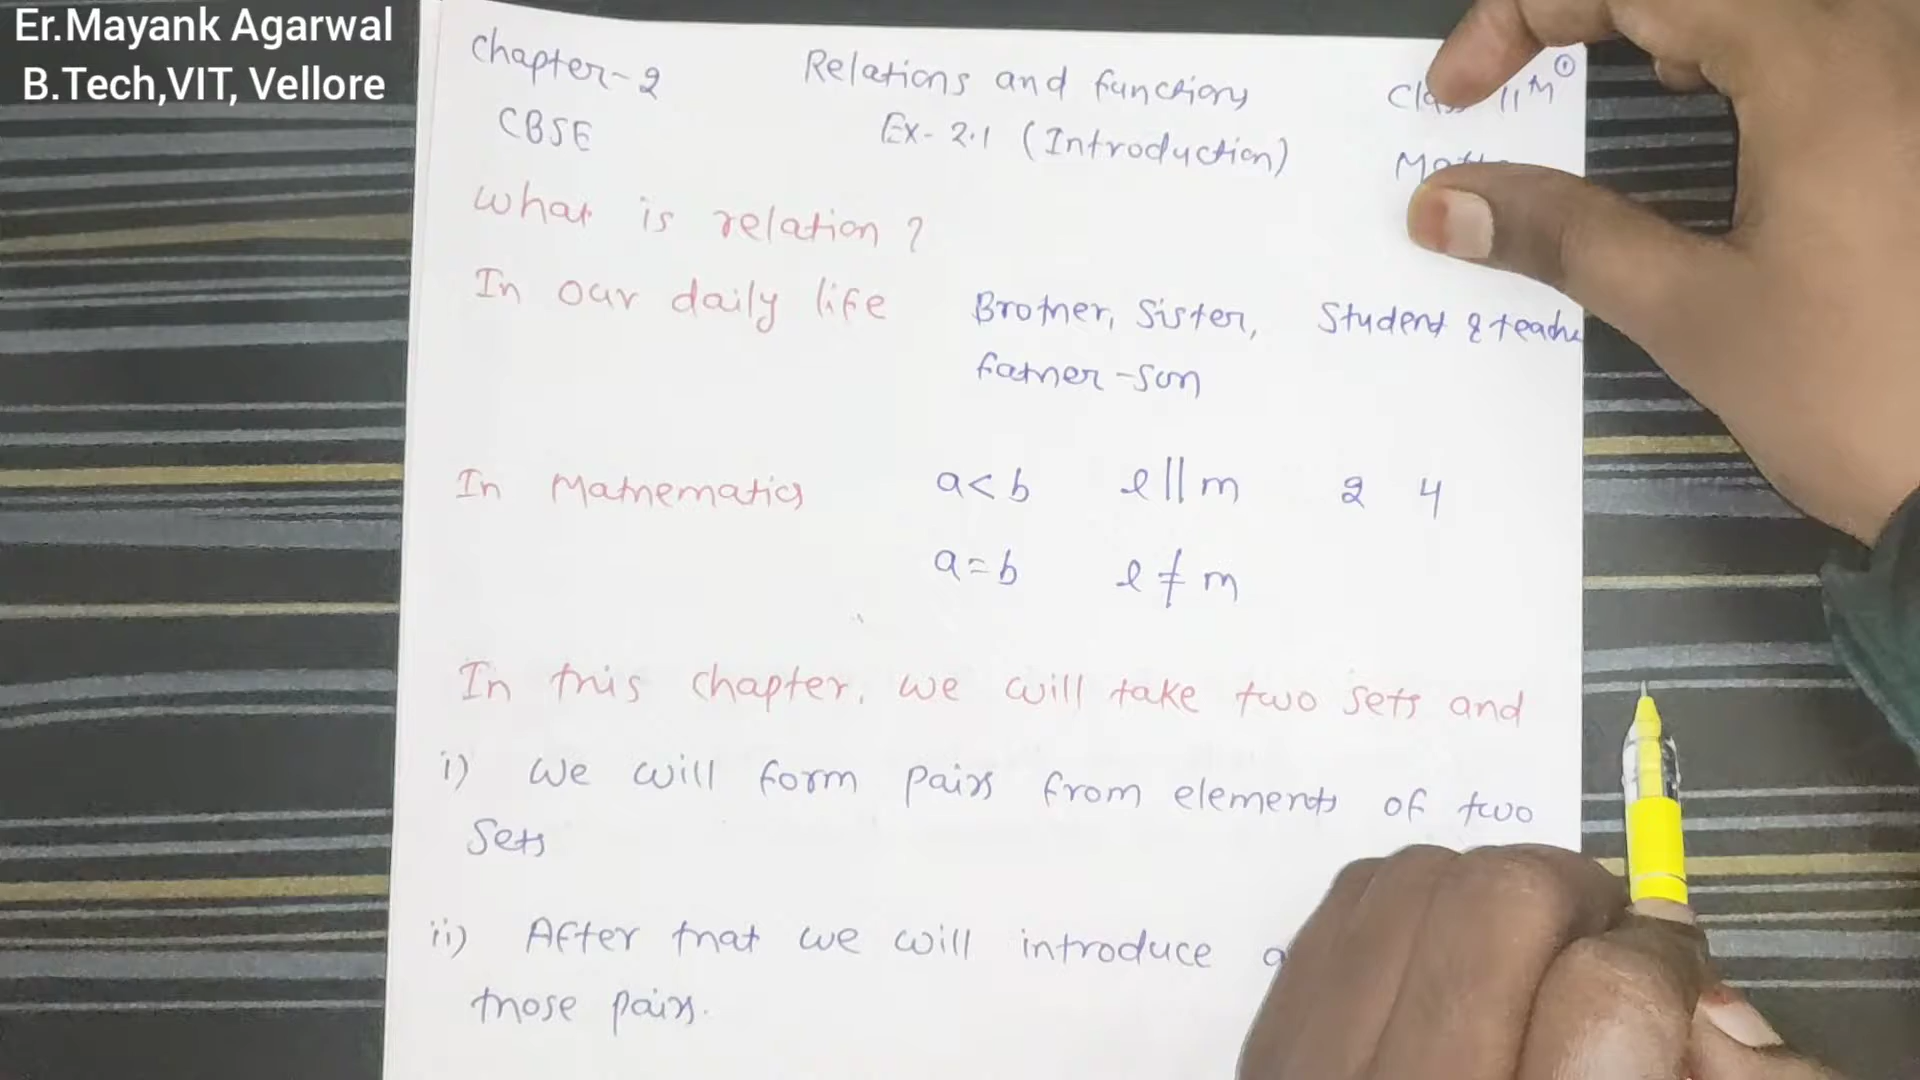 Er.Mayank Agarwal
B.Tech,VIT, Vellore
Chapter-2 Relations and functions Class 11th ①
CBSE Ex- 2.1 (Introduction)
What is relation ?
In our daily life Brother, Sister, Student & teache
father -son
In Mathematics a<b l||m 2 4
a=b l≠m
In this chapter, we will take two sets and
i) We will form pairs from elements of two
Sets
ii) After that we will introduce
those pairs.